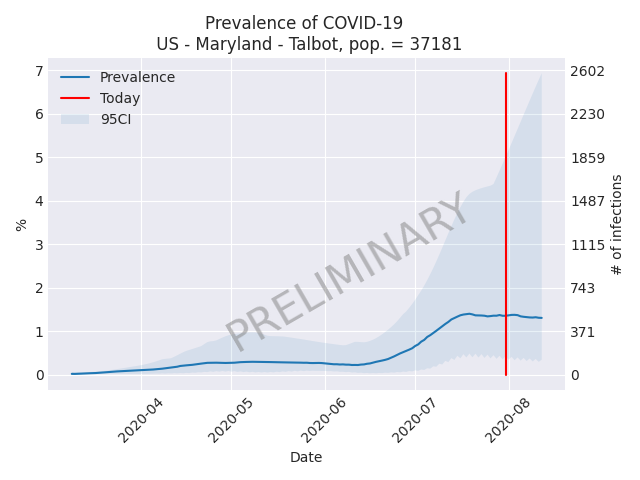 Prevalence of COVID-19
US - Maryland - Talbot, pop. = 37181
Prevalence
Today
95CI
PRELIMINARY
%
7
6
5
4
3
2
1
0
2602
2230
1859
1487
1115
743
371
0
# of infections
2020-04
2020-05
2020-06
2020-07
2020-08
Date